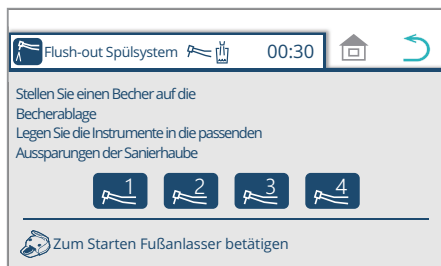 Flush-out Spülsystem 00:30
Stellen Sie einen Becher auf die
Becherablage
Legen Sie die Instrumente in die passenden
Aussparungen der Sanierhaube
1 2 3 4
Zum Starten Fußanlasser betätigen